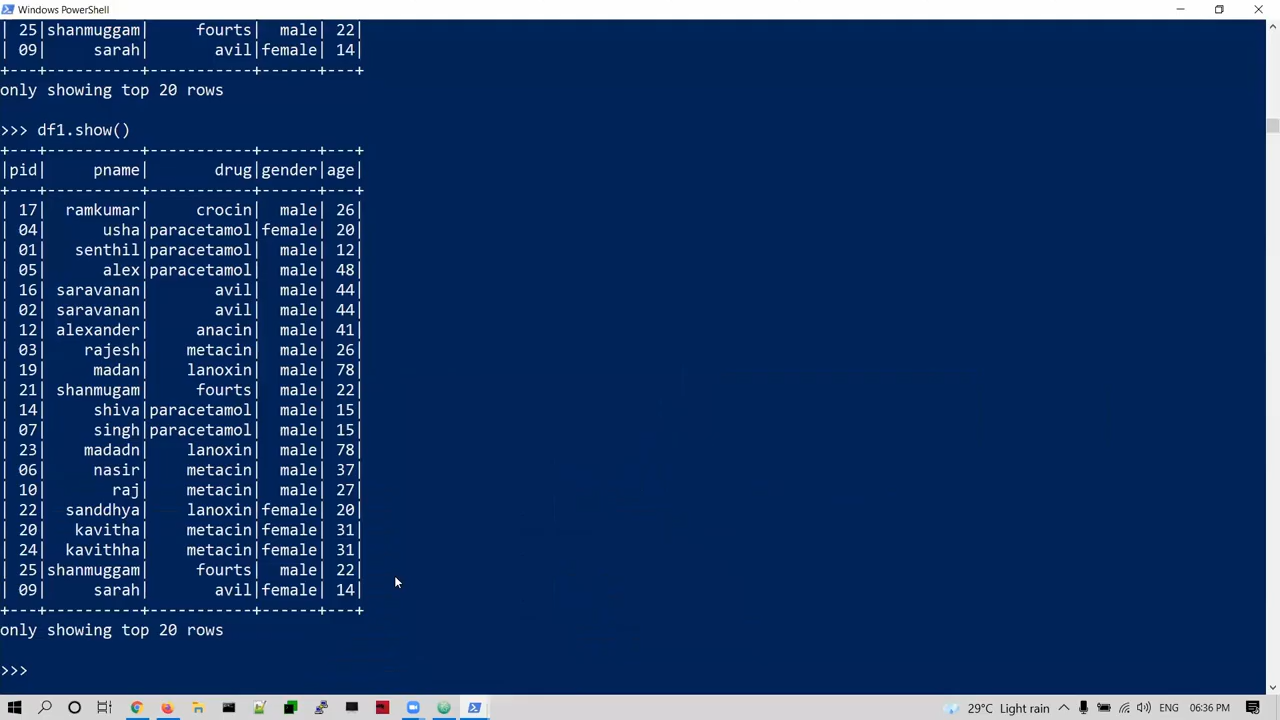 Windows PowerShell
| 25|shanmuggam|     fourts|  male| 22|
| 09|     sarah|       avil|female| 14|
+---+----------+-----------+------+---+
only showing top 20 rows
>>> df1.show()
+---+----------+-----------+------+---+
|pid|     pname|       drug|gender|age|
+---+----------+-----------+------+---+
| 17|  ramkumar|     crocin|  male| 26|
| 04|      usha|paracetamol|female| 20|
| 01|   senthil|paracetamol|  male| 12|
| 05|      alex|paracetamol|  male| 48|
| 16| saravanan|       avil|  male| 44|
| 02| saravanan|       avil|  male| 44|
| 12| alexander|     anacin|  male| 41|
| 03|    rajesh|    metacin|  male| 26|
| 19|     madan|    lanoxin|  male| 78|
| 21| shanmugam|     fourts|  male| 22|
| 14|     shiva|paracetamol|  male| 15|
| 07|     singh|paracetamol|  male| 15|
| 23|    madadn|    lanoxin|  male| 78|
| 06|     nasir|    metacin|  male| 37|
| 10|       raj|    metacin|  male| 27|
| 22|  sanddhya|    lanoxin|female| 20|
| 20|   kavitha|    metacin|female| 31|
| 24|  kavithha|    metacin|female| 31|
| 25|shanmuggam|     fourts|  male| 22|
| 09|     sarah|       avil|female| 14|
+---+----------+-----------+------+---+
only showing top 20 rows
>>>
29°C Light rain ENG 06:36 PM